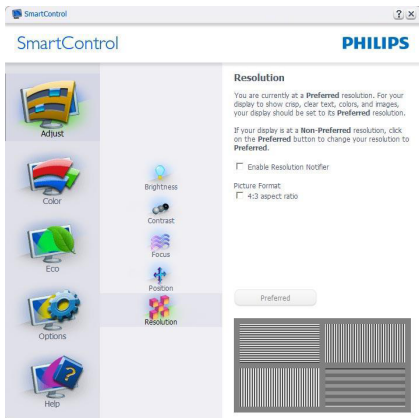 SmartControl
SmartControl
PHILIPS
Adjust
Color
Eco
Options
Help
Brightness
Contrast
Focus
Position
Resolution
Resolution
You are currently at a Preferred resolution. For your
display to show crisp, clear text, colors, and images,
your display should be set to its Preferred resolution.
If your display is at a Non-Preferred resolution, click
on the Preferred button to change your resolution to
Preferred.
Enable Resolution Notifier
Picture Format
4:3 aspect ratio
Preferred